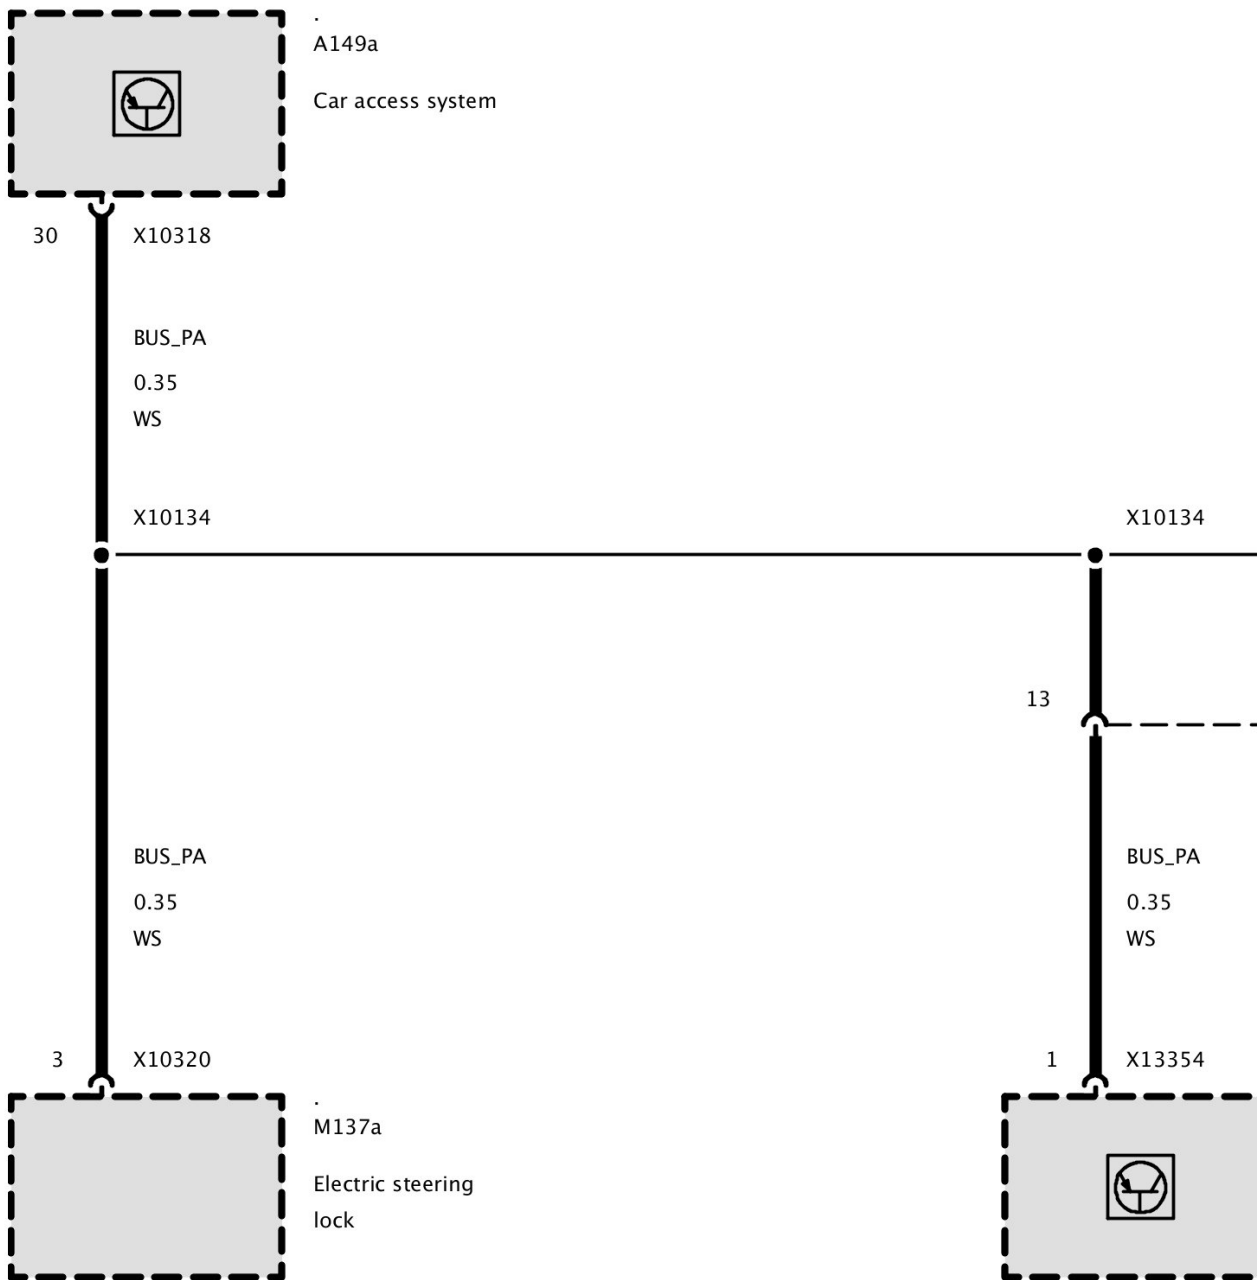 .
A149a
Car access system
30 X10318
BUS_PA
0.35
WS
X10134 X10134
13
BUS_PA BUS_PA
0.35 0.35
WS WS
3 X10320 1 X13354
.
M137a
Electric steering
lock